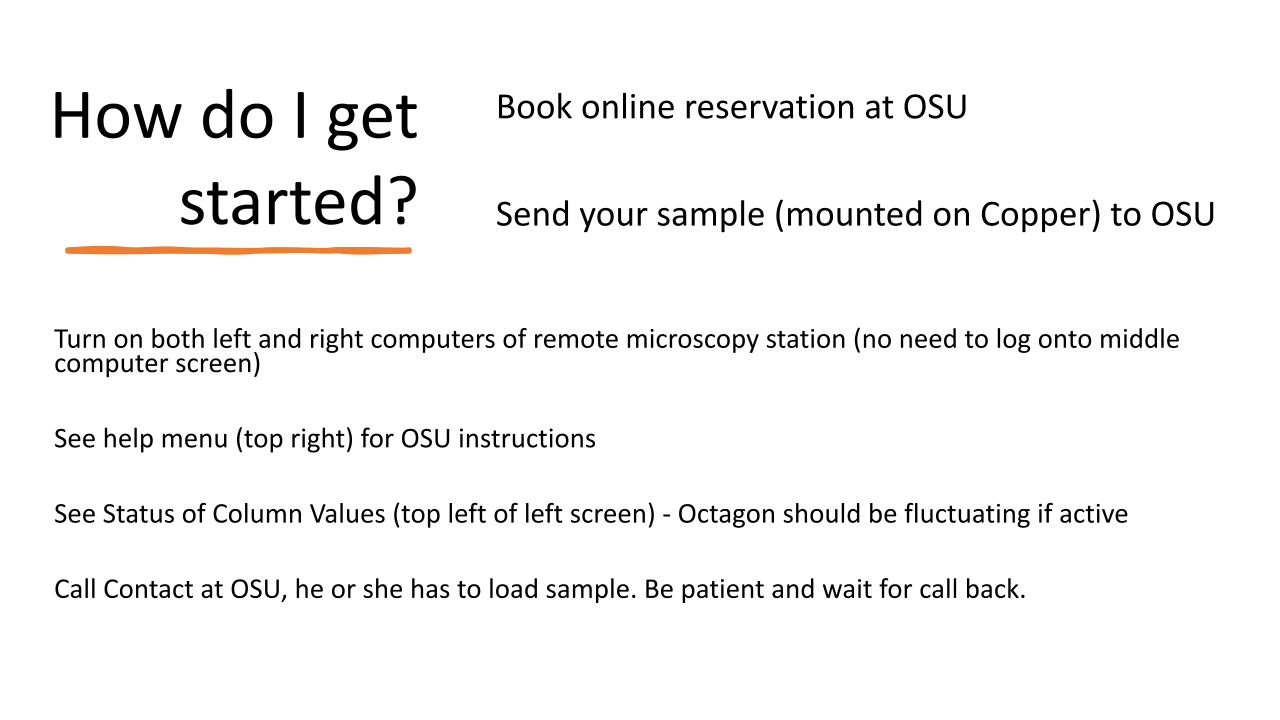 How do I get
started?
Book online reservation at OSU
Send your sample (mounted on Copper) to OSU
Turn on both left and right computers of remote microscopy station (no need to log onto middle
computer screen)
See help menu (top right) for OSU instructions
See Status of Column Values (top left of left screen) - Octagon should be fluctuating if active
Call Contact at OSU, he or she has to load sample. Be patient and wait for call back.